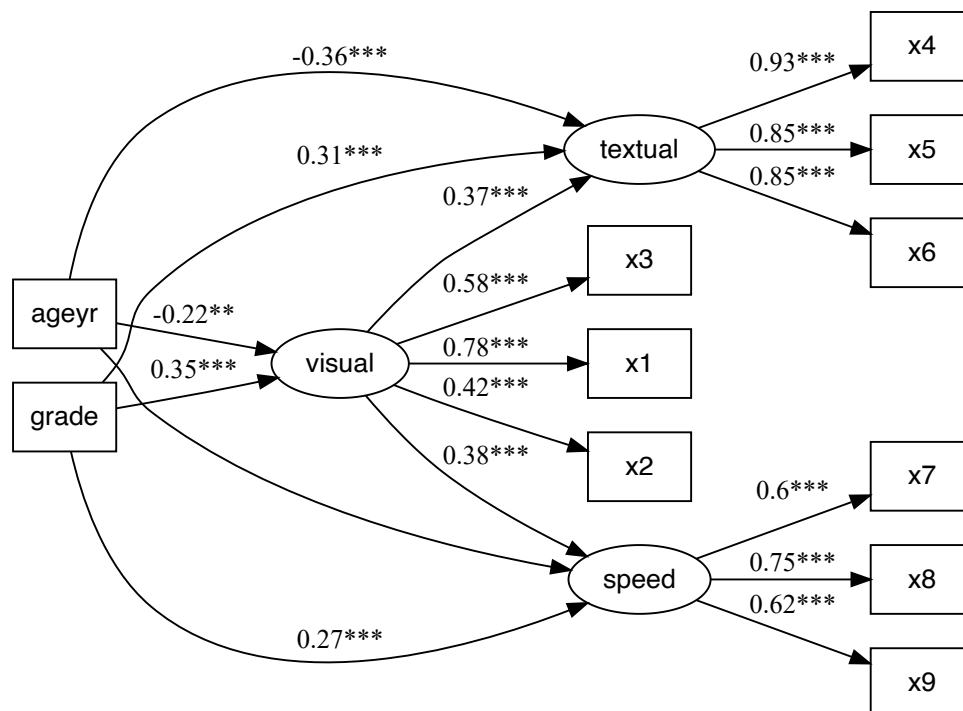 x4
-0.36***
0.93***
0.31***
textual
0.85***
x5
0.85***
0.37***
x6
x3
0.58***
ageyr
-0.22**
0.78***
visual
x1
0.35***
0.42***
grade
x2
0.38***
x7
0.6***
0.75***
speed
x8
0.62***
0.27***
x9